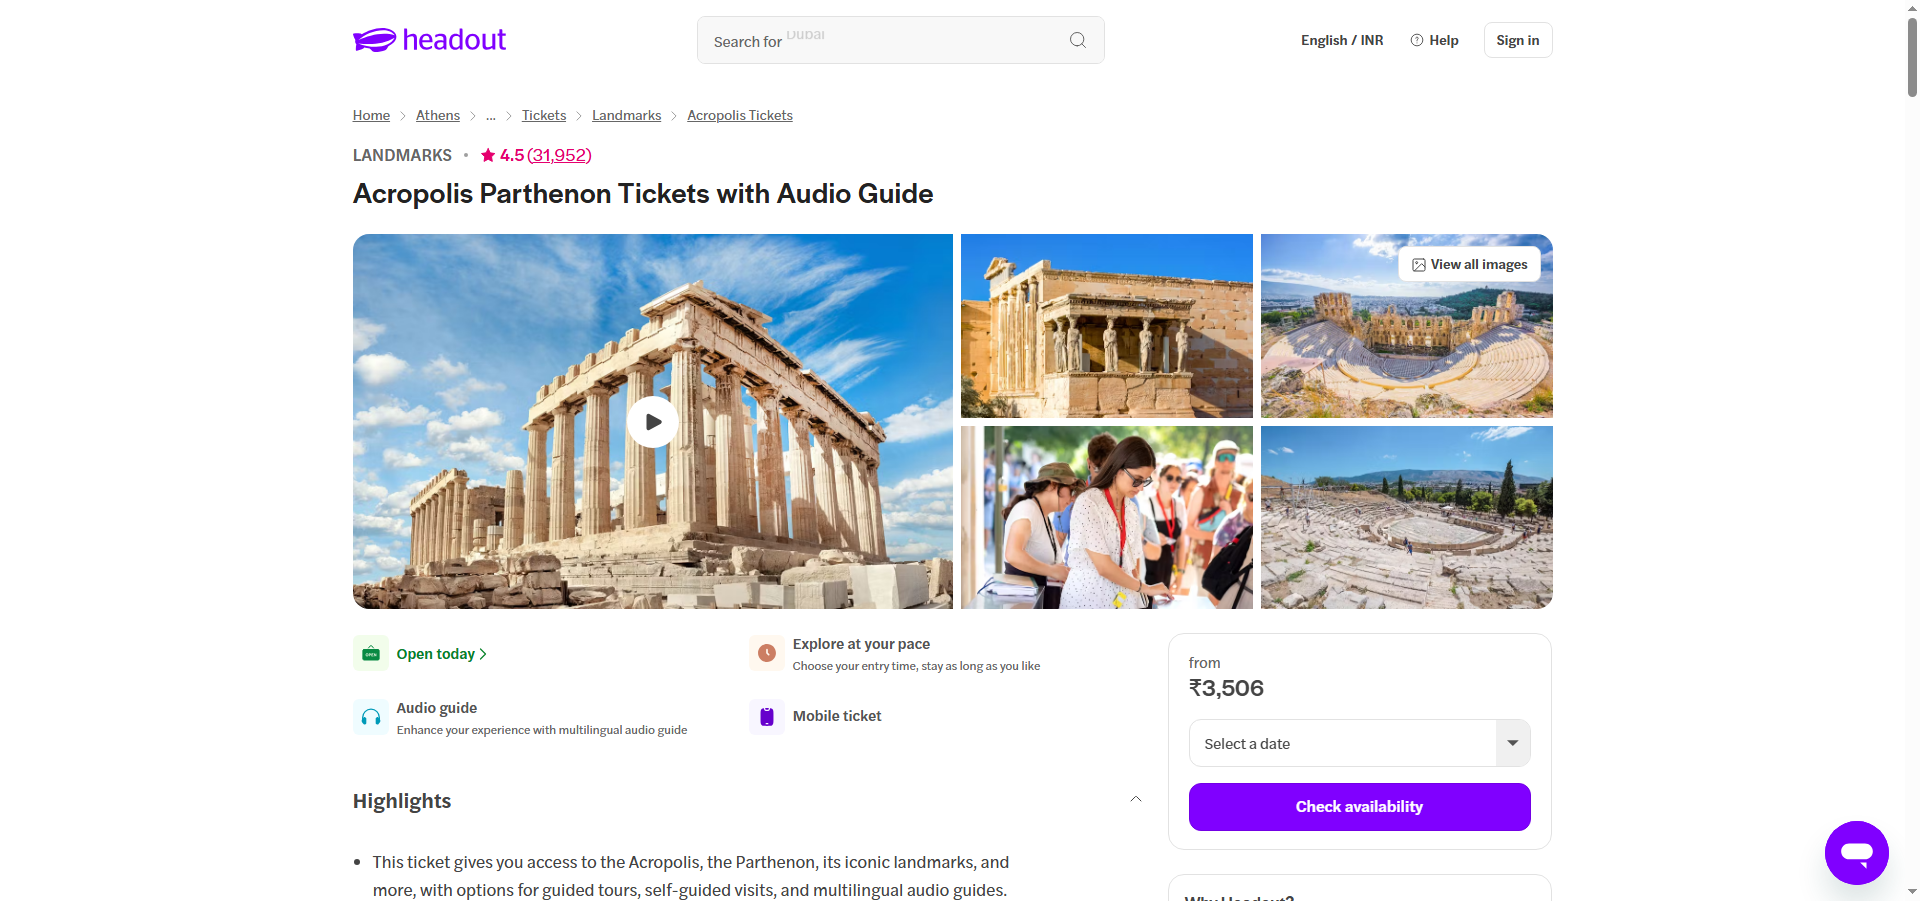 headout
Search for Dubai
English / INR
Help
Sign in
Home
Athens
...
Tickets
Landmarks
Acropolis Tickets
LANDMARKS • 4.5 (31,952)
Acropolis Parthenon Tickets with Audio Guide
View all images
Open today
Explore at your pace
Choose your entry time, stay as long as you like
Audio guide
Enhance your experience with multilingual audio guide
Mobile ticket
from
₹3,506
Select a date
Check availability
Highlights
• This ticket gives you access to the Acropolis, the Parthenon, its iconic landmarks, and
more, with options for guided tours, self-guided visits, and multilingual audio guides.
Why Headout?